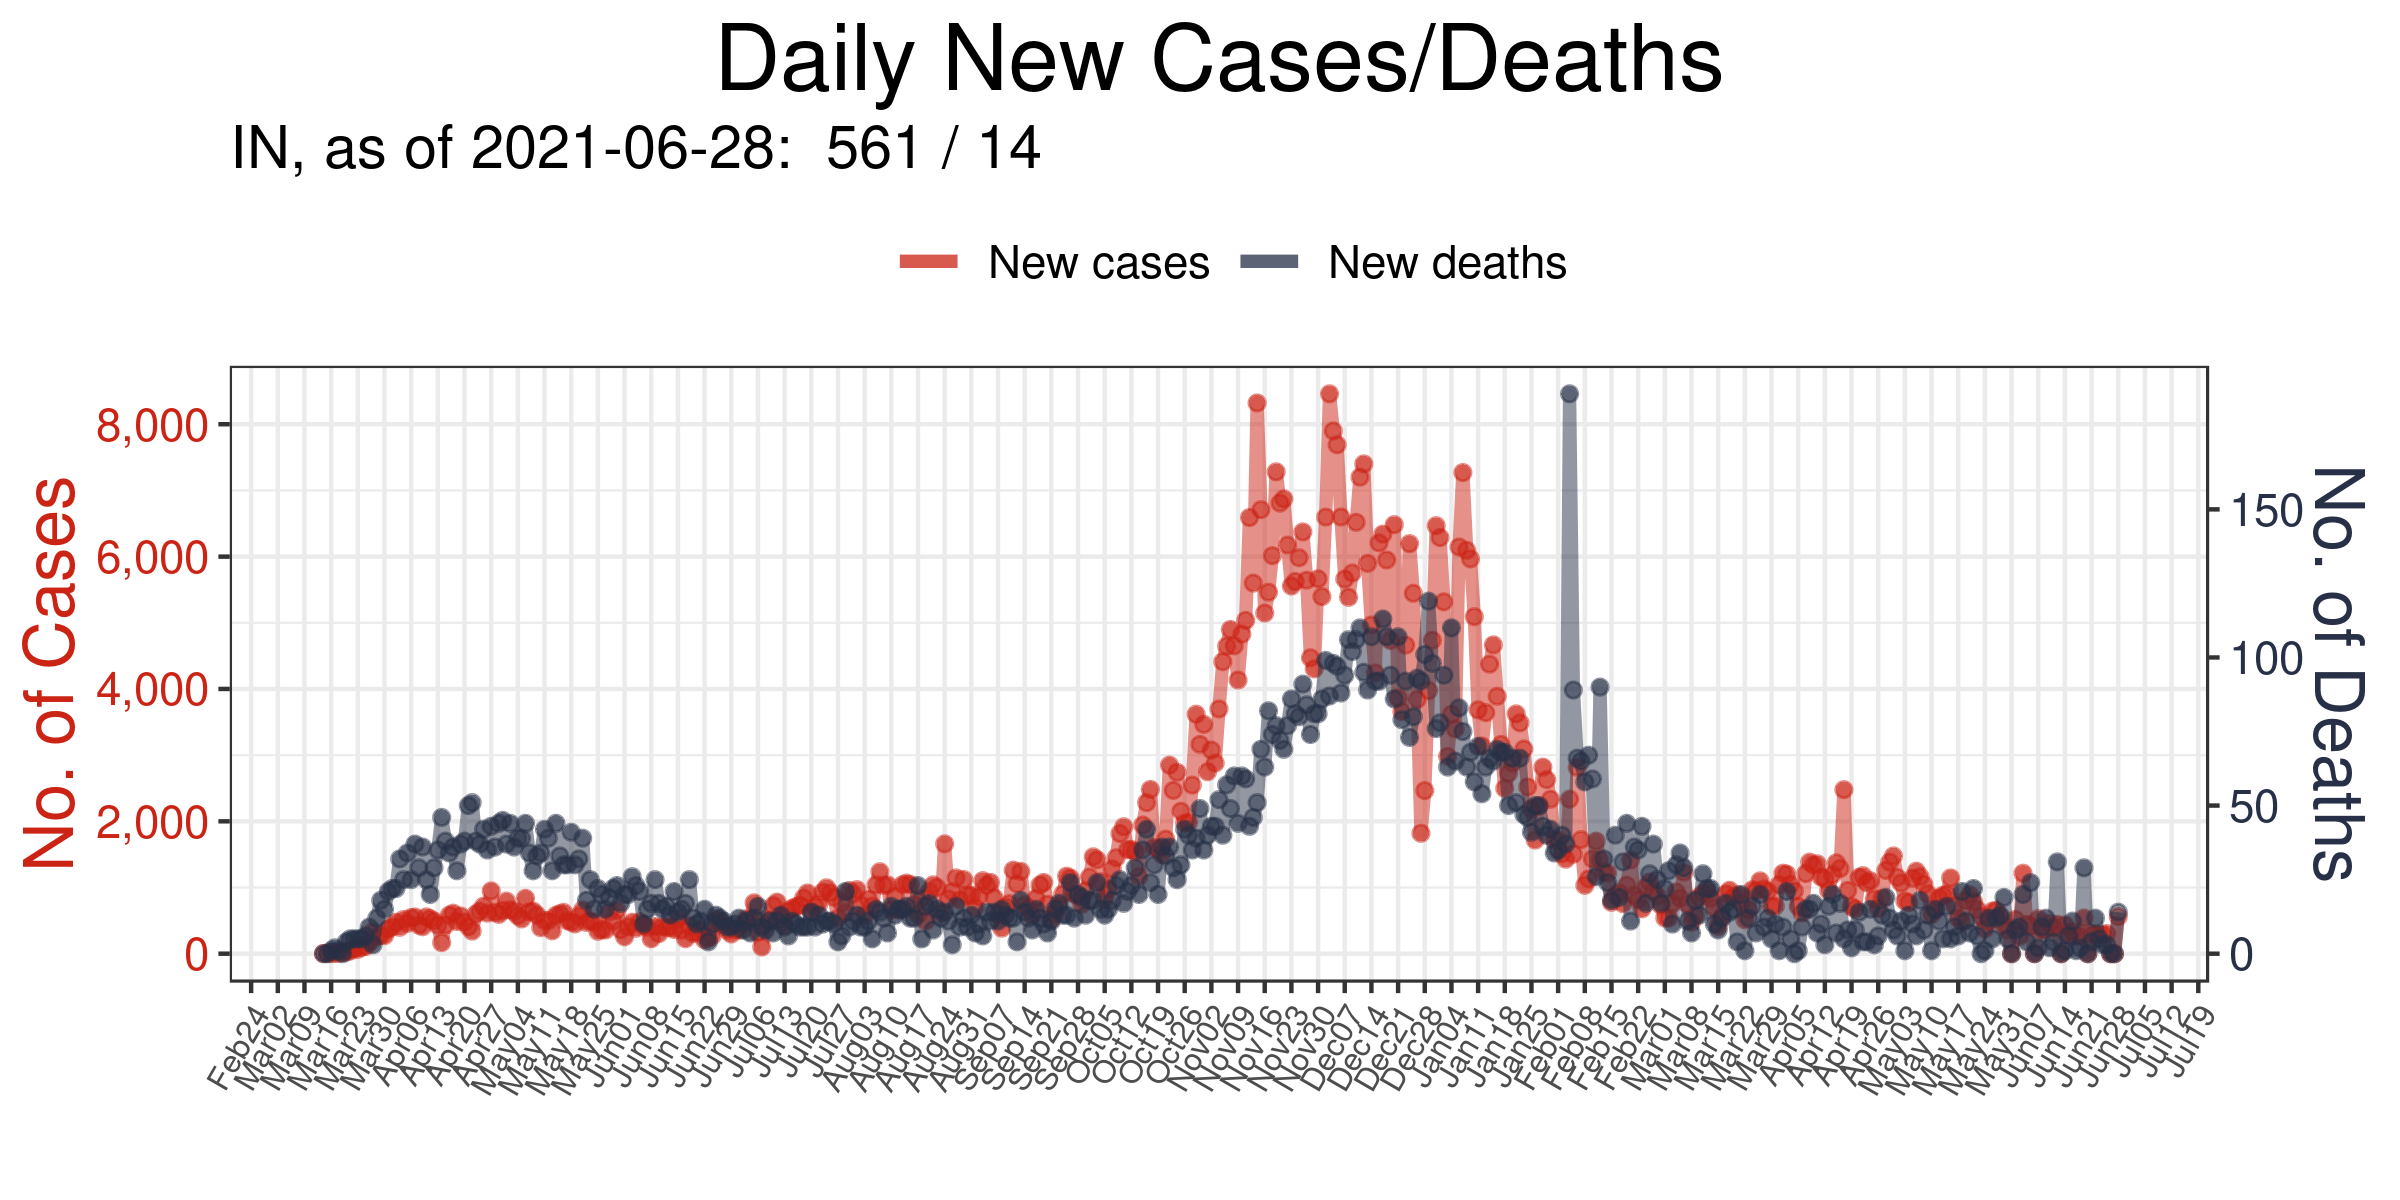 Daily New Cases/Deaths
IN, as of 2021-06-28:  561 / 14
New cases
New deaths
No. of Cases
8,000
6,000
4,000
2,000
0
No. of Deaths
150
100
50
0
Feb24
Mar02
Mar09
Mar16
Mar23
Mar30
Apr06
Apr13
Apr20
Apr27
May04
May11
May18
May25
Jun01
Jun08
Jun15
Jun22
Jun29
Jul06
Jul13
Jul20
Jul27
Aug03
Aug10
Aug17
Aug24
Aug31
Sep07
Sep14
Sep21
Sep28
Oct05
Oct12
Oct19
Oct26
Nov02
Nov09
Nov16
Nov23
Nov30
Dec07
Dec14
Dec21
Dec28
Jan04
Jan11
Jan18
Jan25
Feb01
Feb08
Feb15
Feb22
Mar01
Mar08
Mar15
Mar22
Mar29
Apr05
Apr12
Apr19
Apr26
May03
May10
May17
May24
May31
Jun07
Jun14
Jun21
Jun28
Jul05
Jul12
Jul19